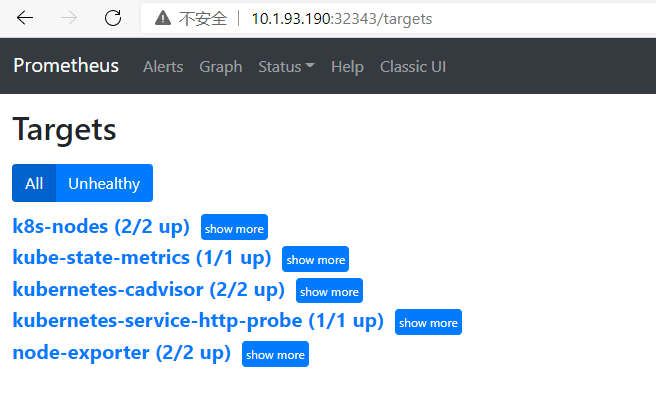 不安全 | 10.1.93.190:32343/targets
Prometheus Alerts Graph Status Help Classic UI
Targets
All Unhealthy
k8s-nodes (2/2 up) show more
kube-state-metrics (1/1 up) show more
kubernetes-cadvisor (2/2 up) show more
kubernetes-service-http-probe (1/1 up) show more
node-exporter (2/2 up) show more